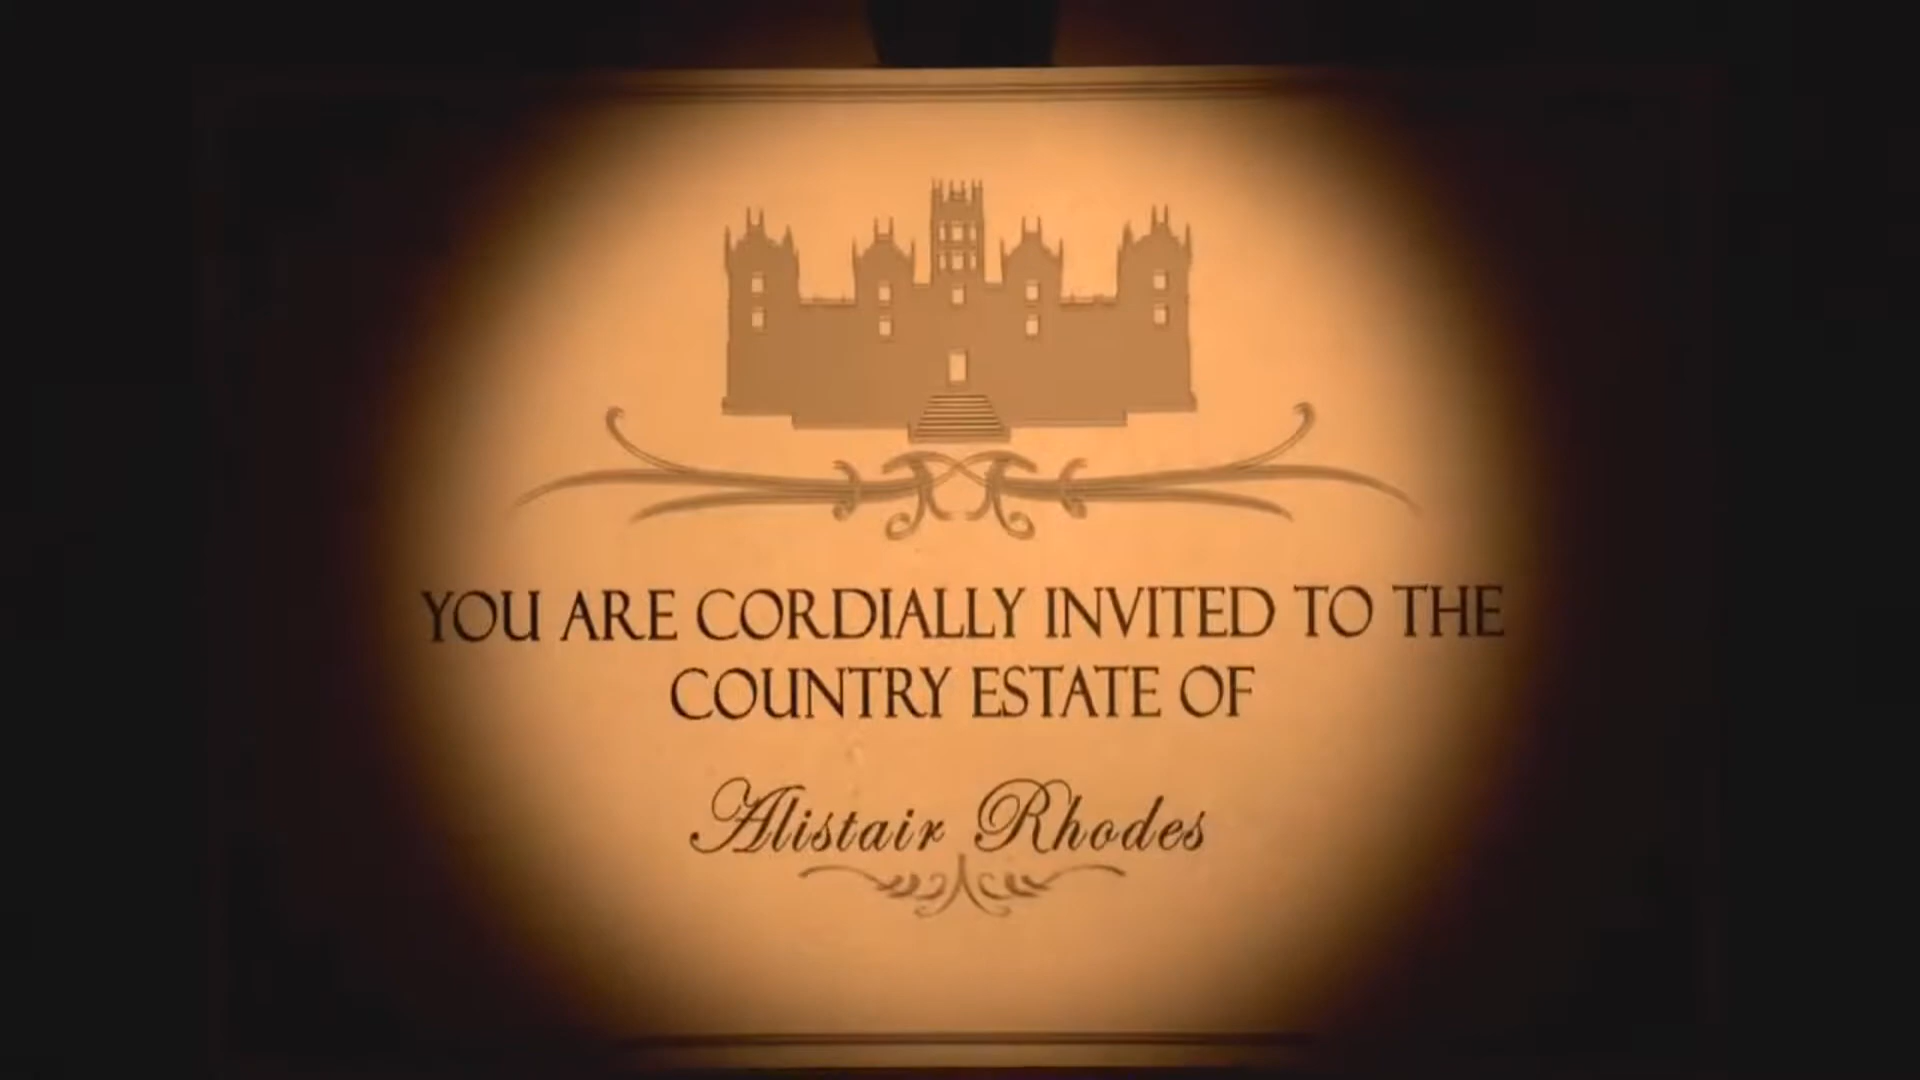 YOU ARE CORDIALLY INVITED TO THE
COUNTRY ESTATE OF
Alistair Rhodes